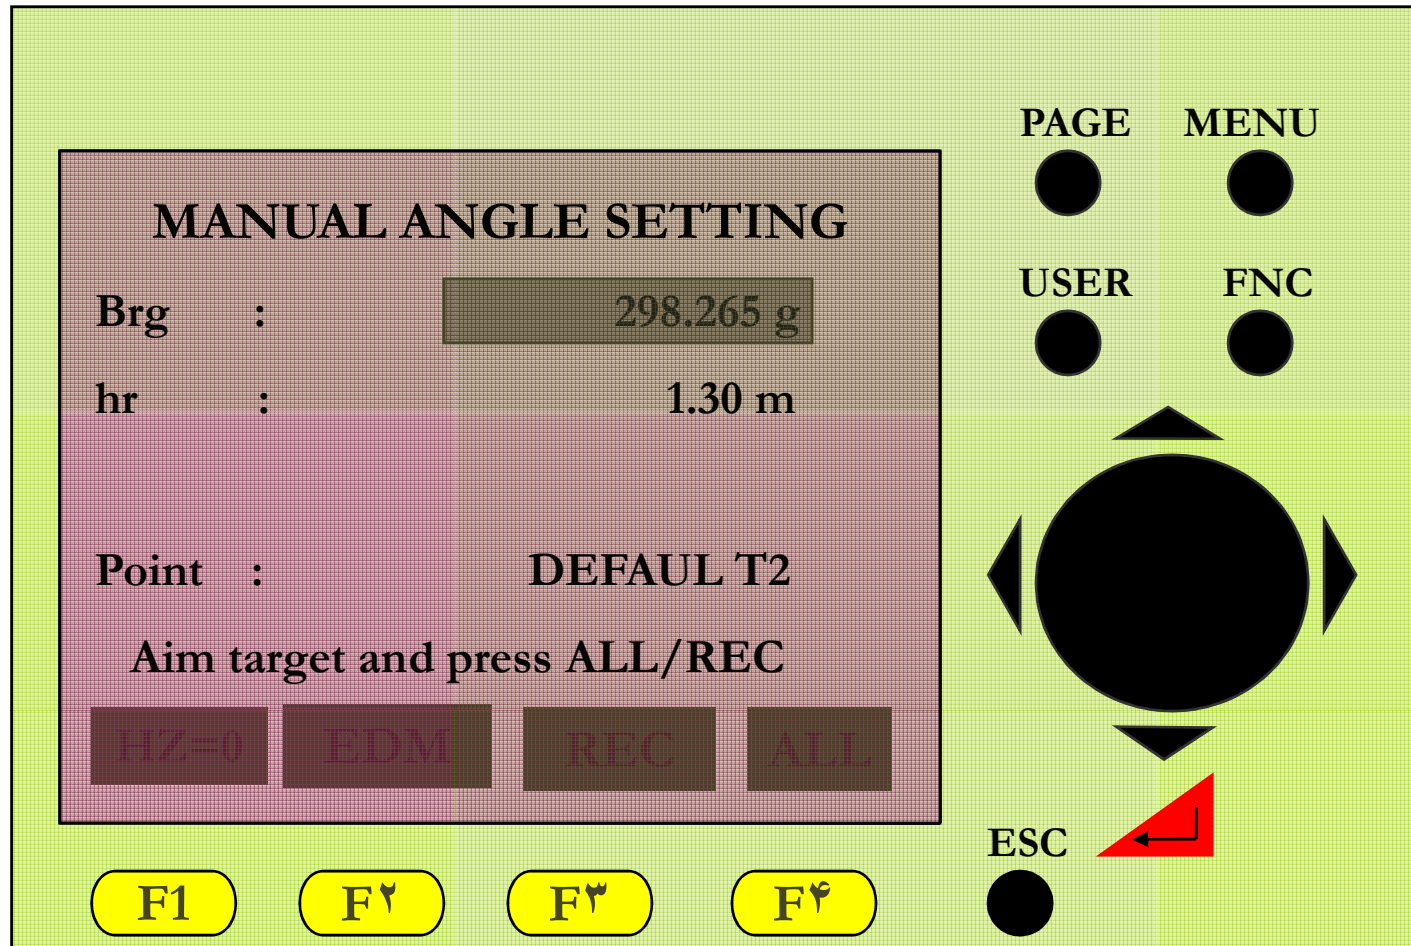 PAGE MENU
MANUAL ANGLE SETTING
Brg : 298.265 g
USER FNC
hr : 1.30 m
Point : DEFAUL T2
Aim target and press ALL/REC
HZ=0 EDM REC ALL
ESC
F1 F۲ F۳ F۴